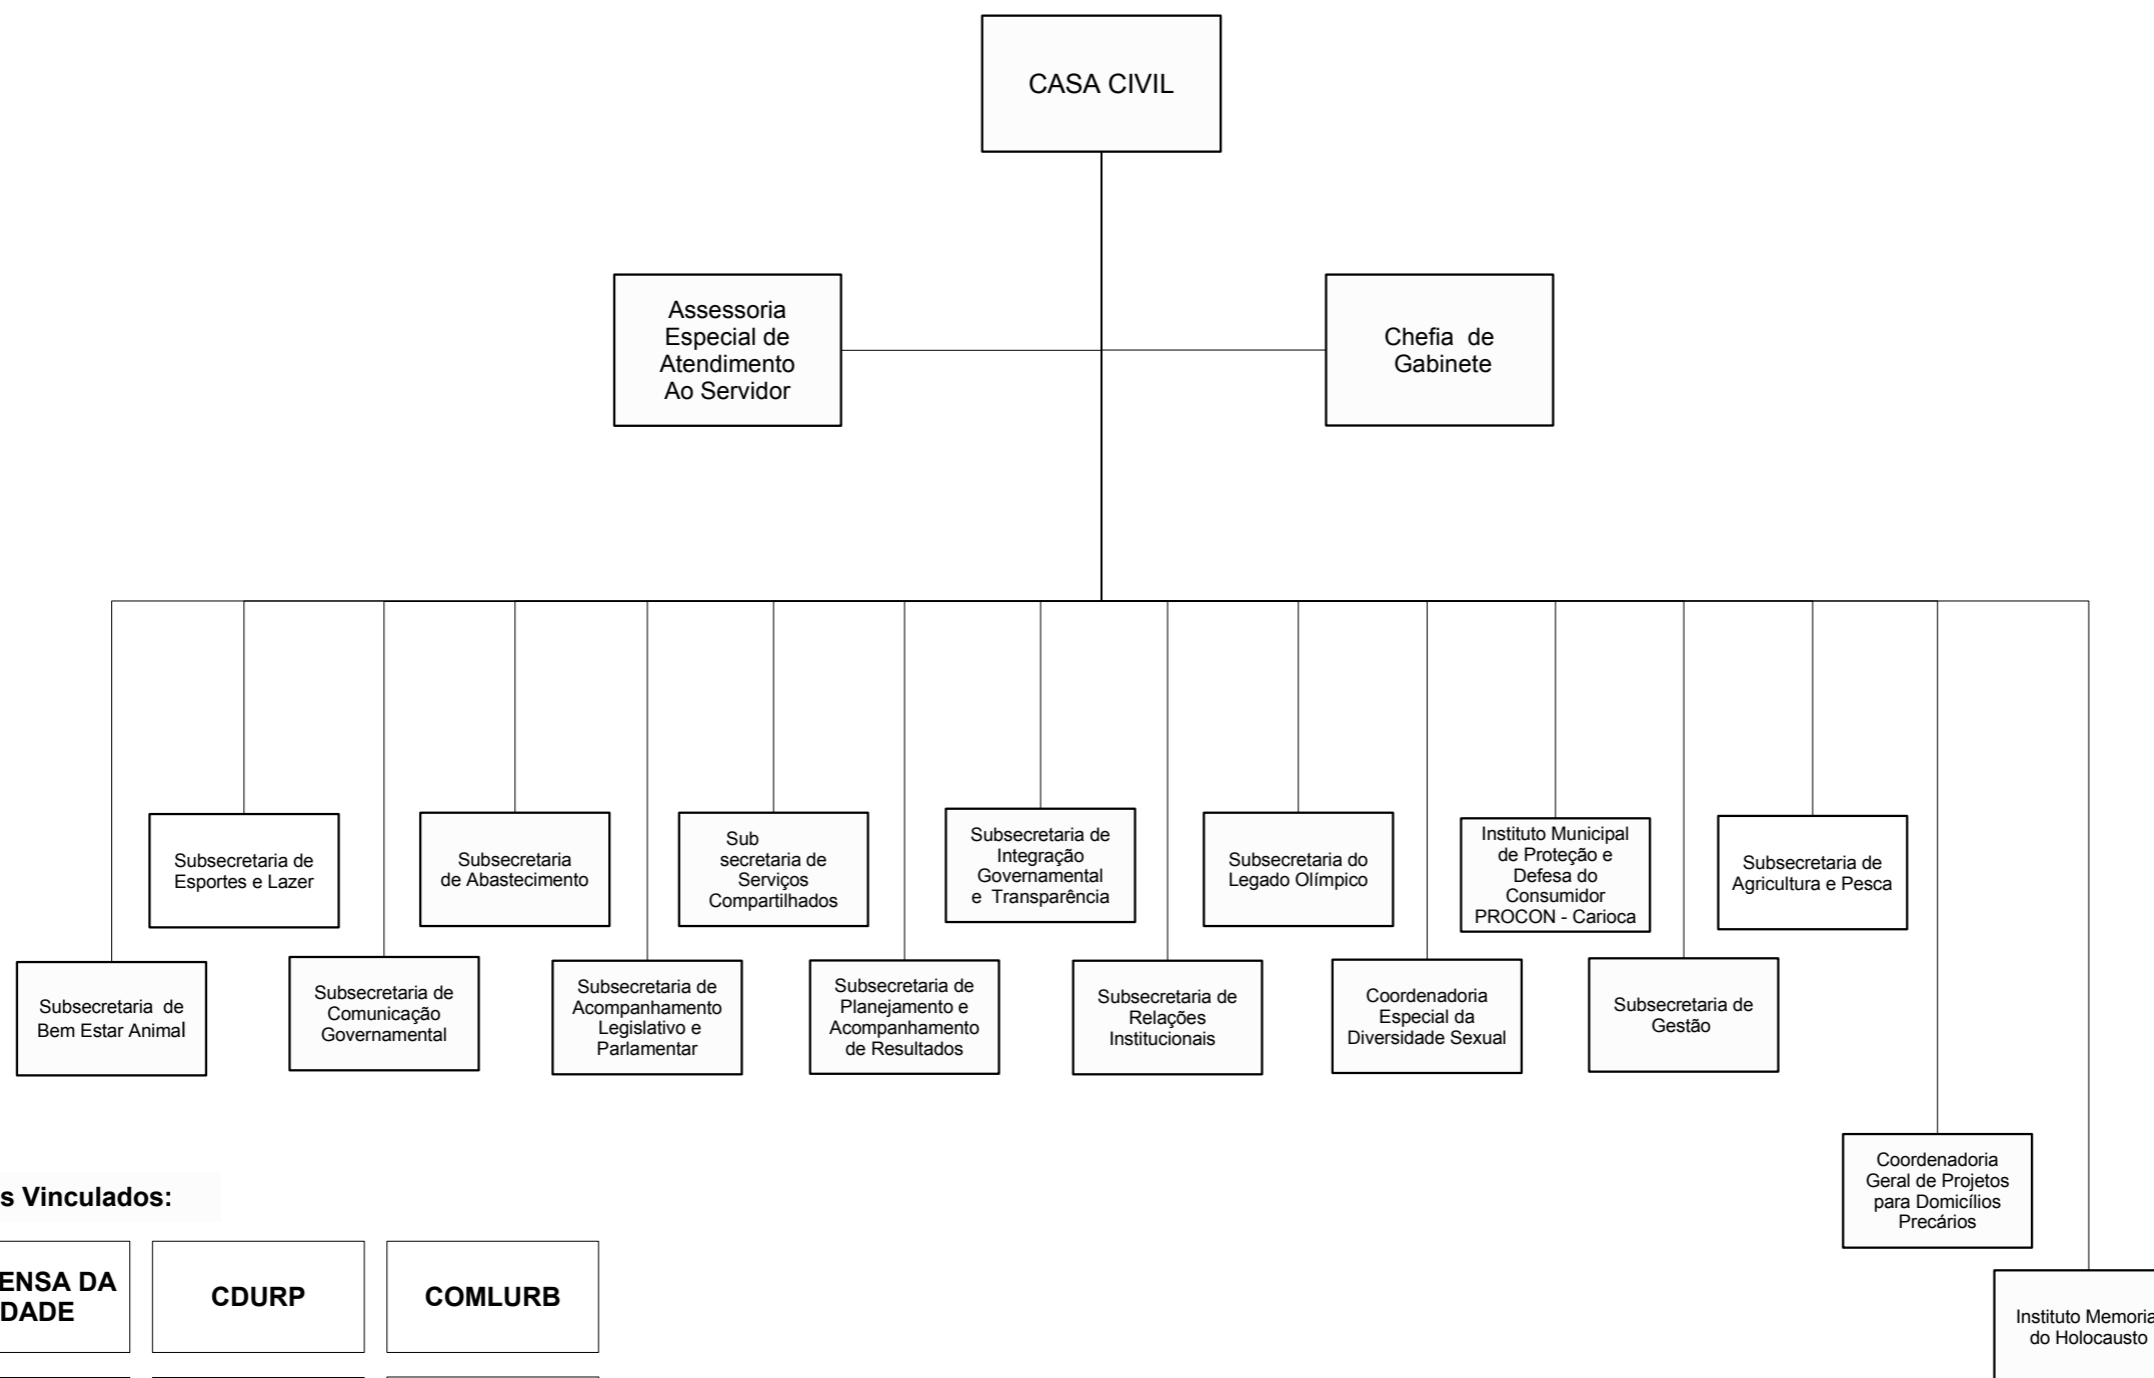 CASA CIVIL
Assessoria
Especial de
Atendimento
Ao Servidor
Chefia de
Gabinete
Subsecretaria de
Esportes e Lazer
Subsecretaria
de Abastecimento
Sub
secretaria de
Serviços
Compartilhados
Subsecretaria de
Integração
Governamental
e Transparência
Subsecretaria do
Legado Olímpico
Instituto Municipal
de Proteção e
Defesa do
Consumidor
PROCON - Carioca
Subsecretaria de
Agricultura e Pesca
Subsecretaria de
Bem Estar Animal
Subsecretaria de
Comunicação
Governamental
Subsecretaria de
Acompanhamento
Legislativo e
Parlamentar
Subsecretaria de
Planejamento e
Acompanhamento
de Resultados
Subsecretaria de
Relações
Institucionais
Coordenadoria
Especial da
Diversidade Sexual
Subsecretaria de
Gestão
Coordenadoria
Geral de Projetos
para Domicílios
Precários
Instituto Memoria
do Holocausto
s Vinculados:
ENSA DA
DADE
CDURP
COMLURB